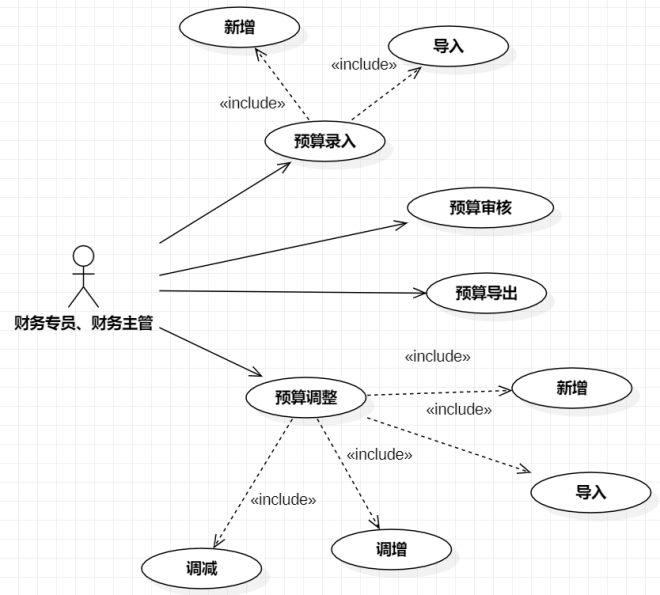 新增
导入
«include»
«include»
预算录入
预算审核
预算导出
财务专员、财务主管
«include»
新增
预算调整
«include»
«include»
导入
«include»
调增
调减